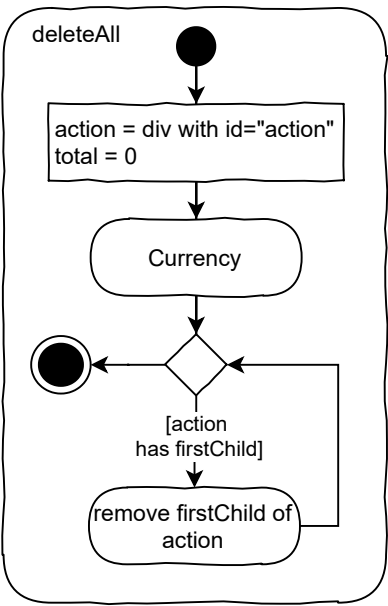 deleteAll
action = div with id="action"
total = 0
Currency
[action
has firstChild]
remove firstChild of
action